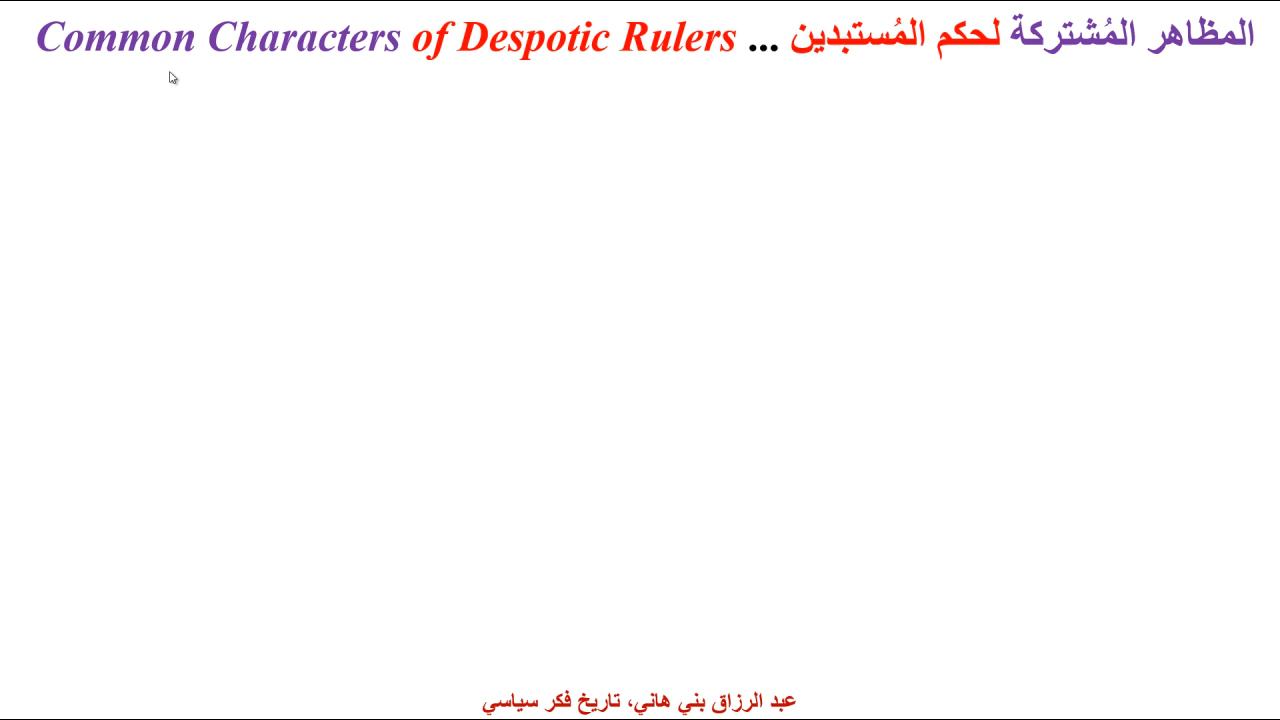 المظاهر المُشتركة لحكم المُستبدين ... Common Characters of Despotic Rulers
عبد الرزاق بني هاني، تاريخ فكر سياسي